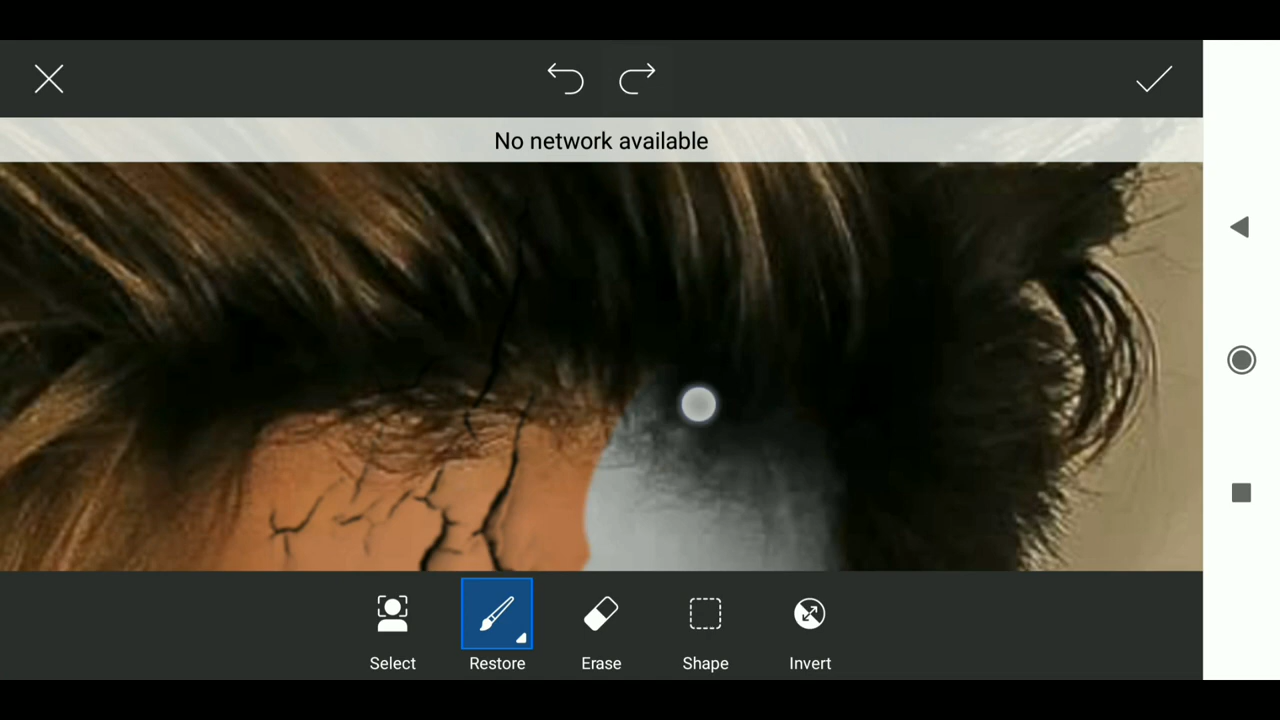 No network available
Select
Restore
Erase
Shape
Invert